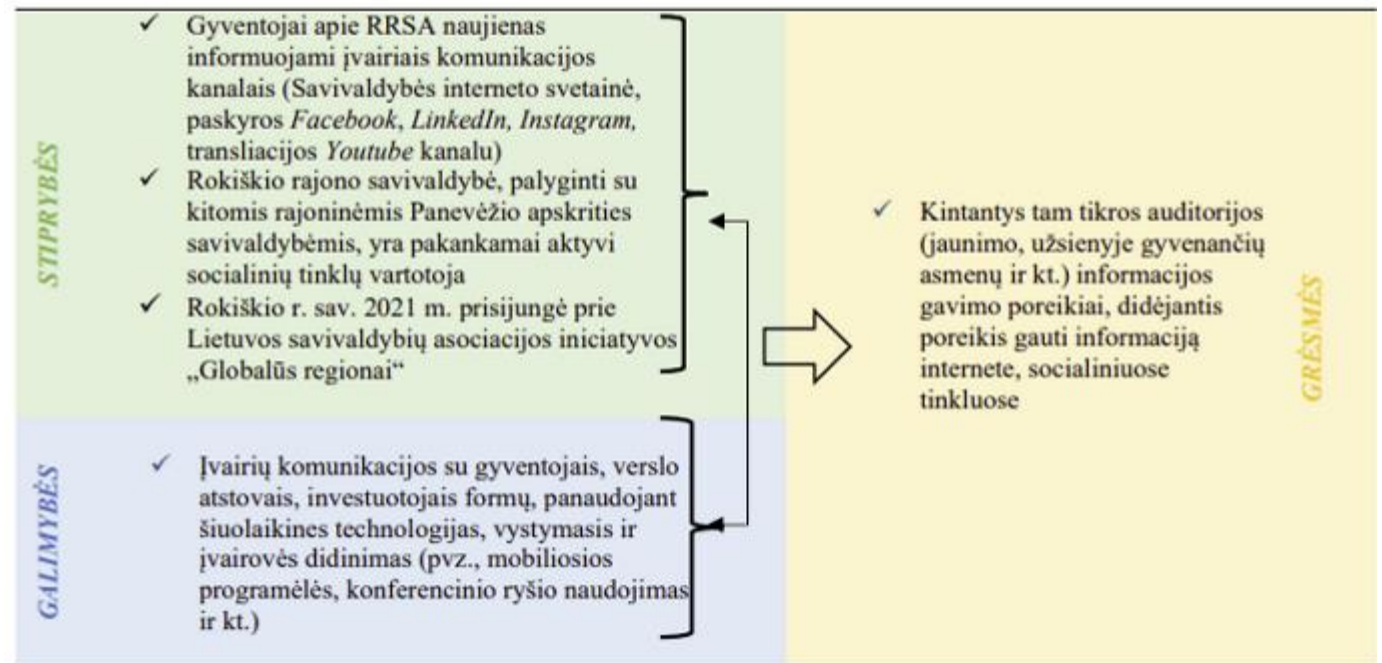 STIPRYBĖS
✓ Gyventojai apie RRSA naujienas
informuojami įvairiais komunikacijos
kanalais (Savivaldybės interneto svetainė,
paskyros Facebook, LinkedIn, Instagram,
transliacijos Youtube kanalu)
✓ Rokiškio rajono savivaldybė, palyginti su
kitomis rajoninėmis Panevėžio apskrities
savivaldybėmis, yra pakankamai aktyvi
socialinių tinklų vartotoja
✓ Rokiškio r. sav. 2021 m. prisijungė prie
Lietuvos savivaldybių asociacijos iniciatyvos
„Globalūs regionai“
GALIMYBĖS
✓ Įvairių komunikacijos su gyventojais, verslo
atstovais, investuotojais formų, panaudojant
šiuolaikines technologijas, vystymasis ir
įvairovės didinimas (pvz., mobiliosios
programėlės, konferencinio ryšio naudojimas
ir kt.)
✓ Kintantys tam tikros auditorijos
(jaunimo, užsienyje gyvenančių
asmenų ir kt.) informacijos
gavimo poreikiai, didėjantis
poreikis gauti informaciją
internete, socialiniuose
tinkluose
GRĖSMĖS